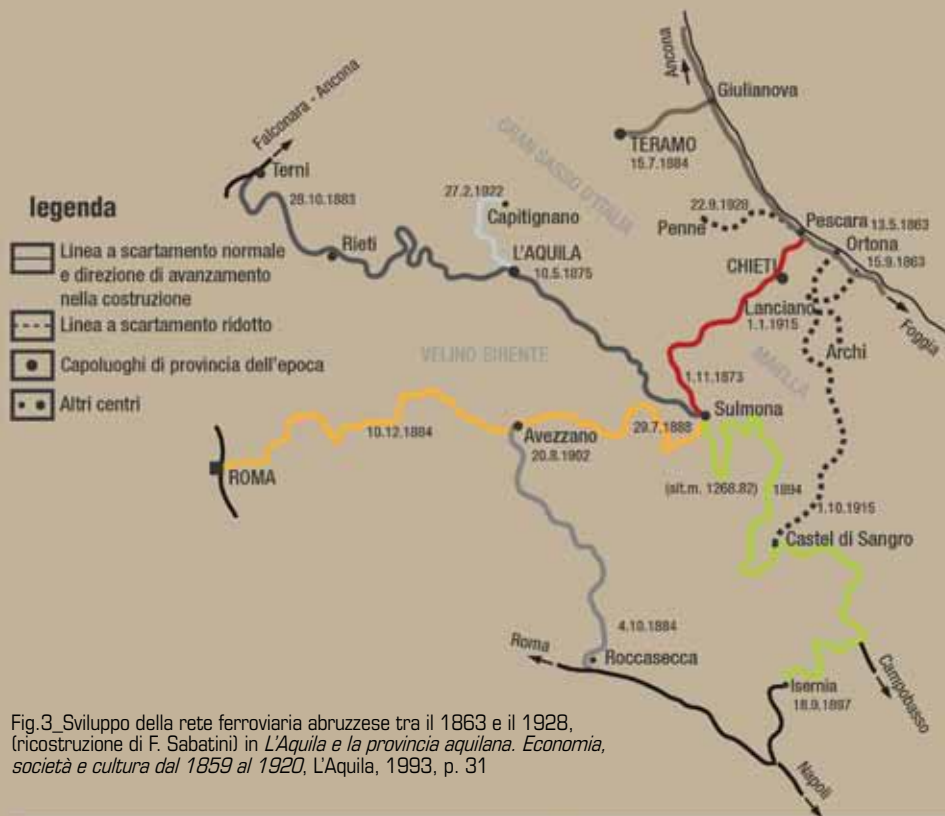 Ancona
Giulianova
TERAMO
15.7.1884
Falconara - Ancona
Terni
28.10.1883
GRAN SASSO D'ITALIA
27.2.1922
Capitignano
22.9.1928
Penne
Pescara 13.5.1863
Ortona
15.9.1863
legenda
Linea a scartamento normale
e direzione di avanzamento
nella costruzione
Linea a scartamento ridotto
Capoluoghi di provincia dell'epoca
Altri centri
Rieti
L'AQUILA
10.5.1875
CHIETI
Lanciano
1.1.1915
Foggia
Archi
VELINO SIRENTE
MAIELLA
1.11.1873
Sulmona
10.12.1884
Avezzano
20.8.1902
29.7.1888
ROMA
(alt.m. 1268.82)
1894
1.10.1915
Castel di Sangro
4.10.1884
Roma
Roccasecca
Campobasso
Isernia
18.9.1897
Napoli
Fig.3_Sviluppo della rete ferroviaria abruzzese tra il 1863 e il 1928,
(ricostruzione di F. Sabatini) in L'Aquila e la provincia aquilana. Economia,
società e cultura dal 1859 al 1920, L'Aquila, 1993, p. 31